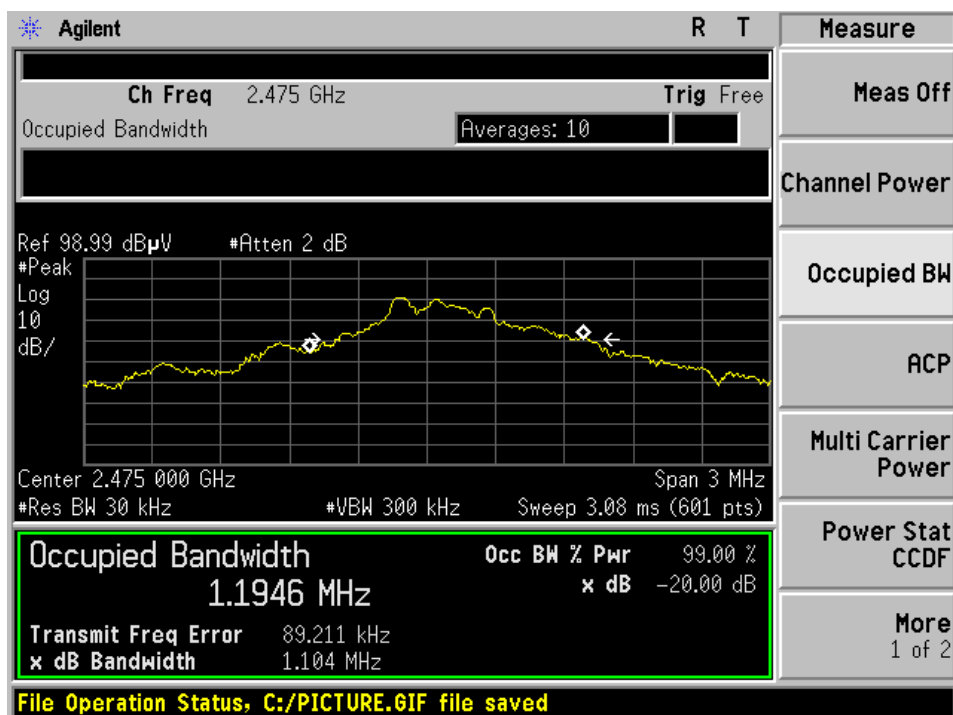 Agilent R T Measure
Ch Freq 2.475 GHz Trig Free
Meas Off
Occupied Bandwidth Averages: 10
Channel Power
Ref 98.99 dBµV #Atten 2 dB
#Peak
Log
10
dB/
Occupied BW
ACP
Multi Carrier
Power
Center 2.475 000 GHz Span 3 MHz
#Res BW 30 kHz #VBW 300 kHz Sweep 3.08 ms (601 pts)
Power Stat
CCDF
Occupied Bandwidth Occ BW % Pwr 99.00 %
1.1946 MHz x dB -20.00 dB
Transmit Freq Error 89.211 kHz
x dB Bandwidth 1.104 MHz
More
1 of 2
File Operation Status, C:/PICTURE.GIF file saved